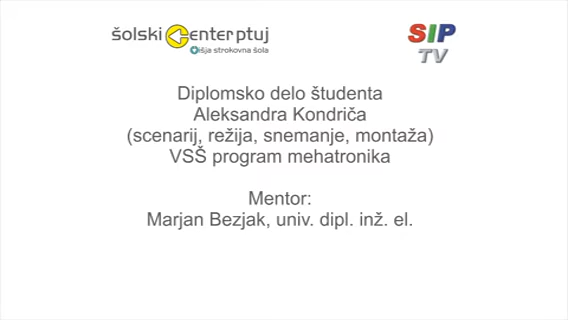 šolski center ptuj
višja strokovna šola
SIP
TV
Diplomsko delo študenta
Aleksandra Kondriča
(scenarij, režija, snemanje, montaža)
VSŠ program mehatronika
Mentor:
Marjan Bezjak, univ. dipl. inž. el.